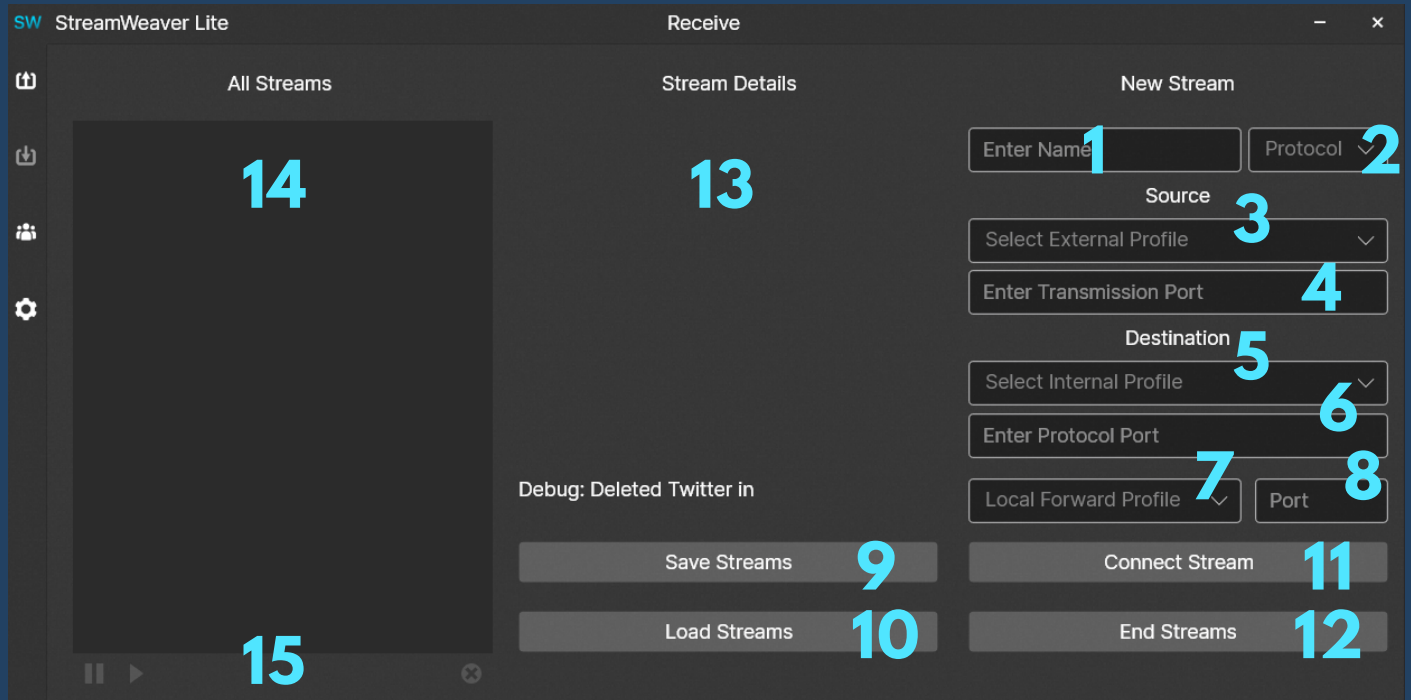 SW StreamWeaver Lite Receive
All Streams Stream Details New Stream
14 13 Enter Name 1 Protocol 2
Source 3
Select External Profile
Enter Transmission Port 4
Destination 5
Select Internal Profile 6
Enter Protocol Port
Debug: Deleted Twitter in
Local Forward Profile 7 Port 8
Save Streams 9 Connect Stream 11
Load Streams 10 End Streams 12
15